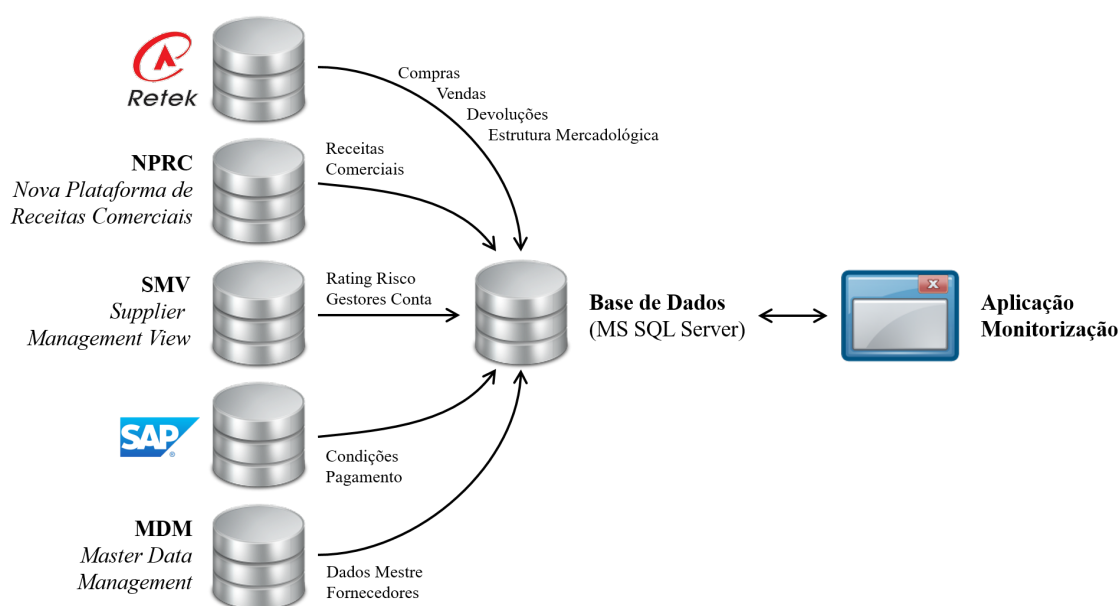 Retek
Compras
Vendas
Devoluções
Estrutura Mercadológica
NPRC
Nova Plataforma de
Receitas Comerciais
Receitas
Comerciais
SMV
Supplier
Management View
Rating Risco
Gestores Conta
Base de Dados
(MS SQL Server)
X
Aplicação
Monitorização
SAP
®
Condições
Pagamento
MDM
Master Data
Management
Dados Mestre
Fornecedores